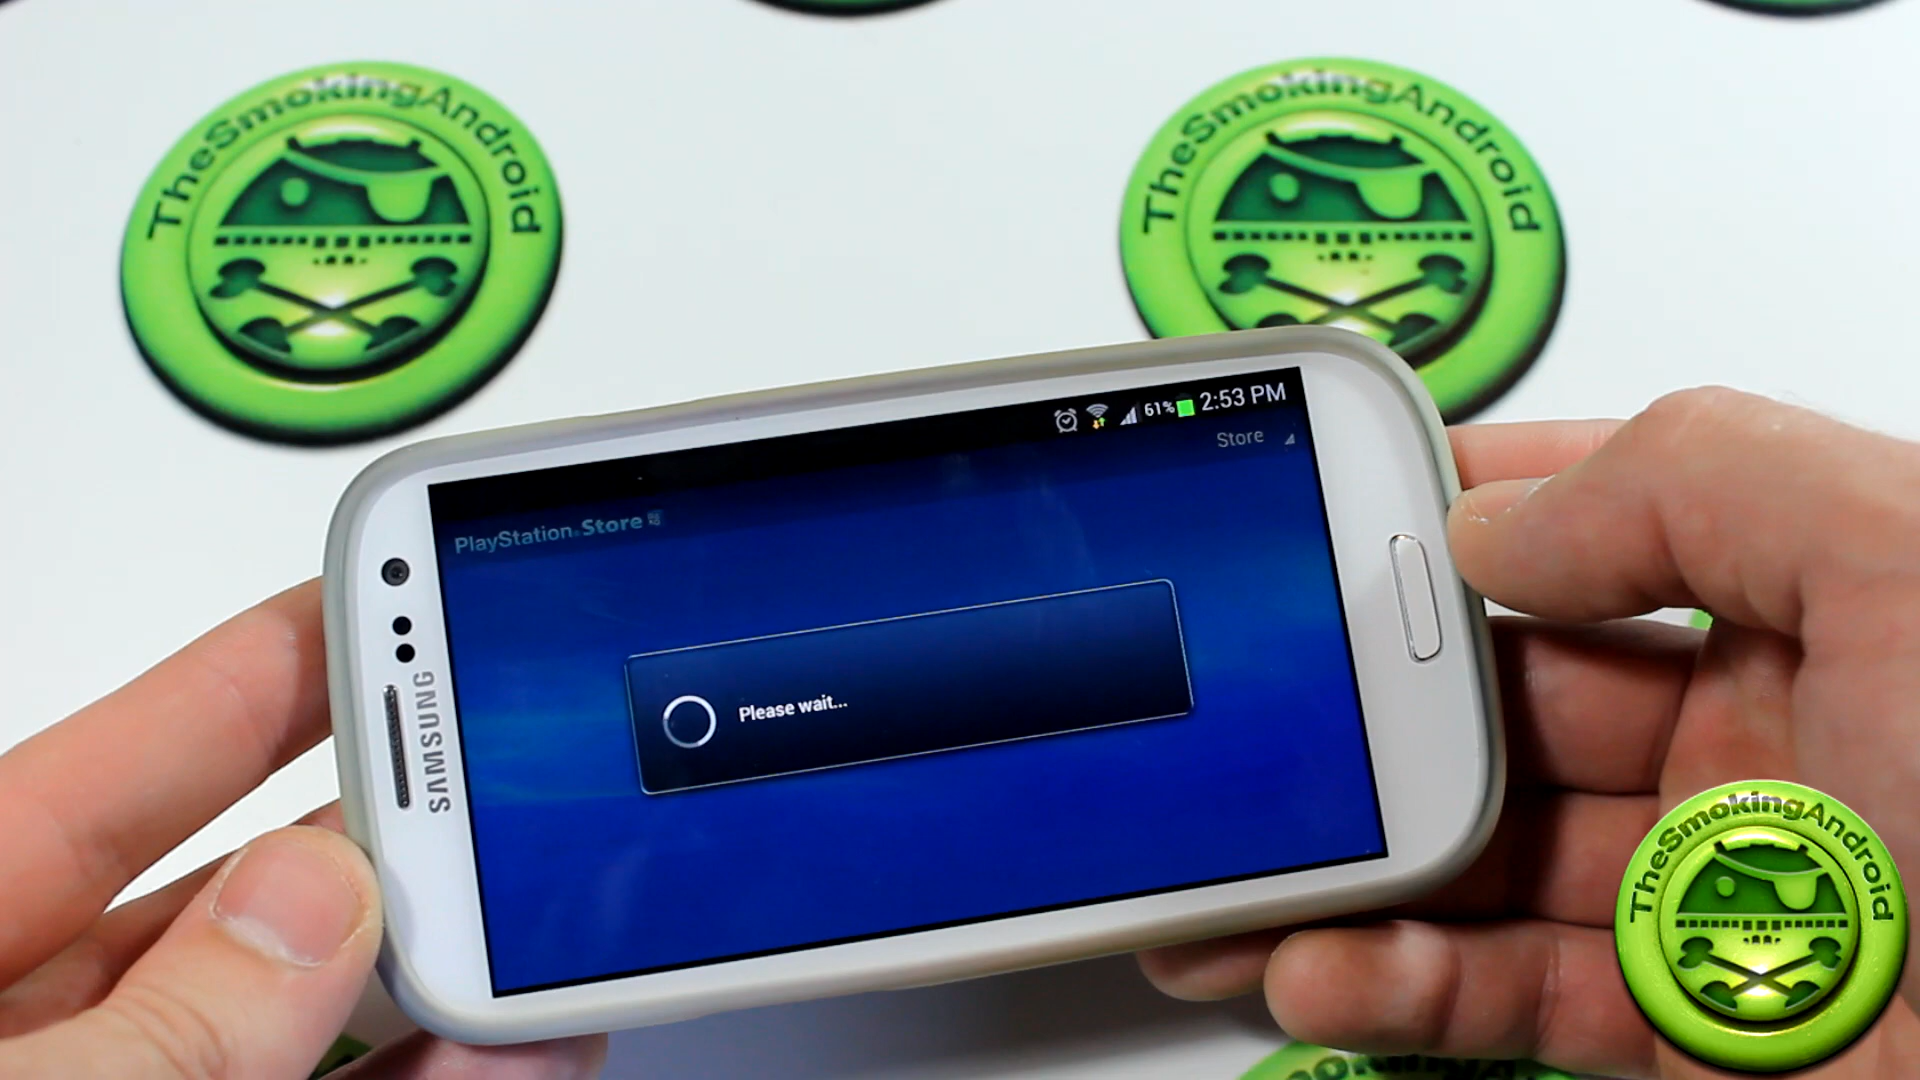 TheSmokingAndroid
TheSmokingAndroid
61% 2:53 PM
Store
PlayStation.Store
Please wait...
SAMSUNG
TheSmokingAndroid